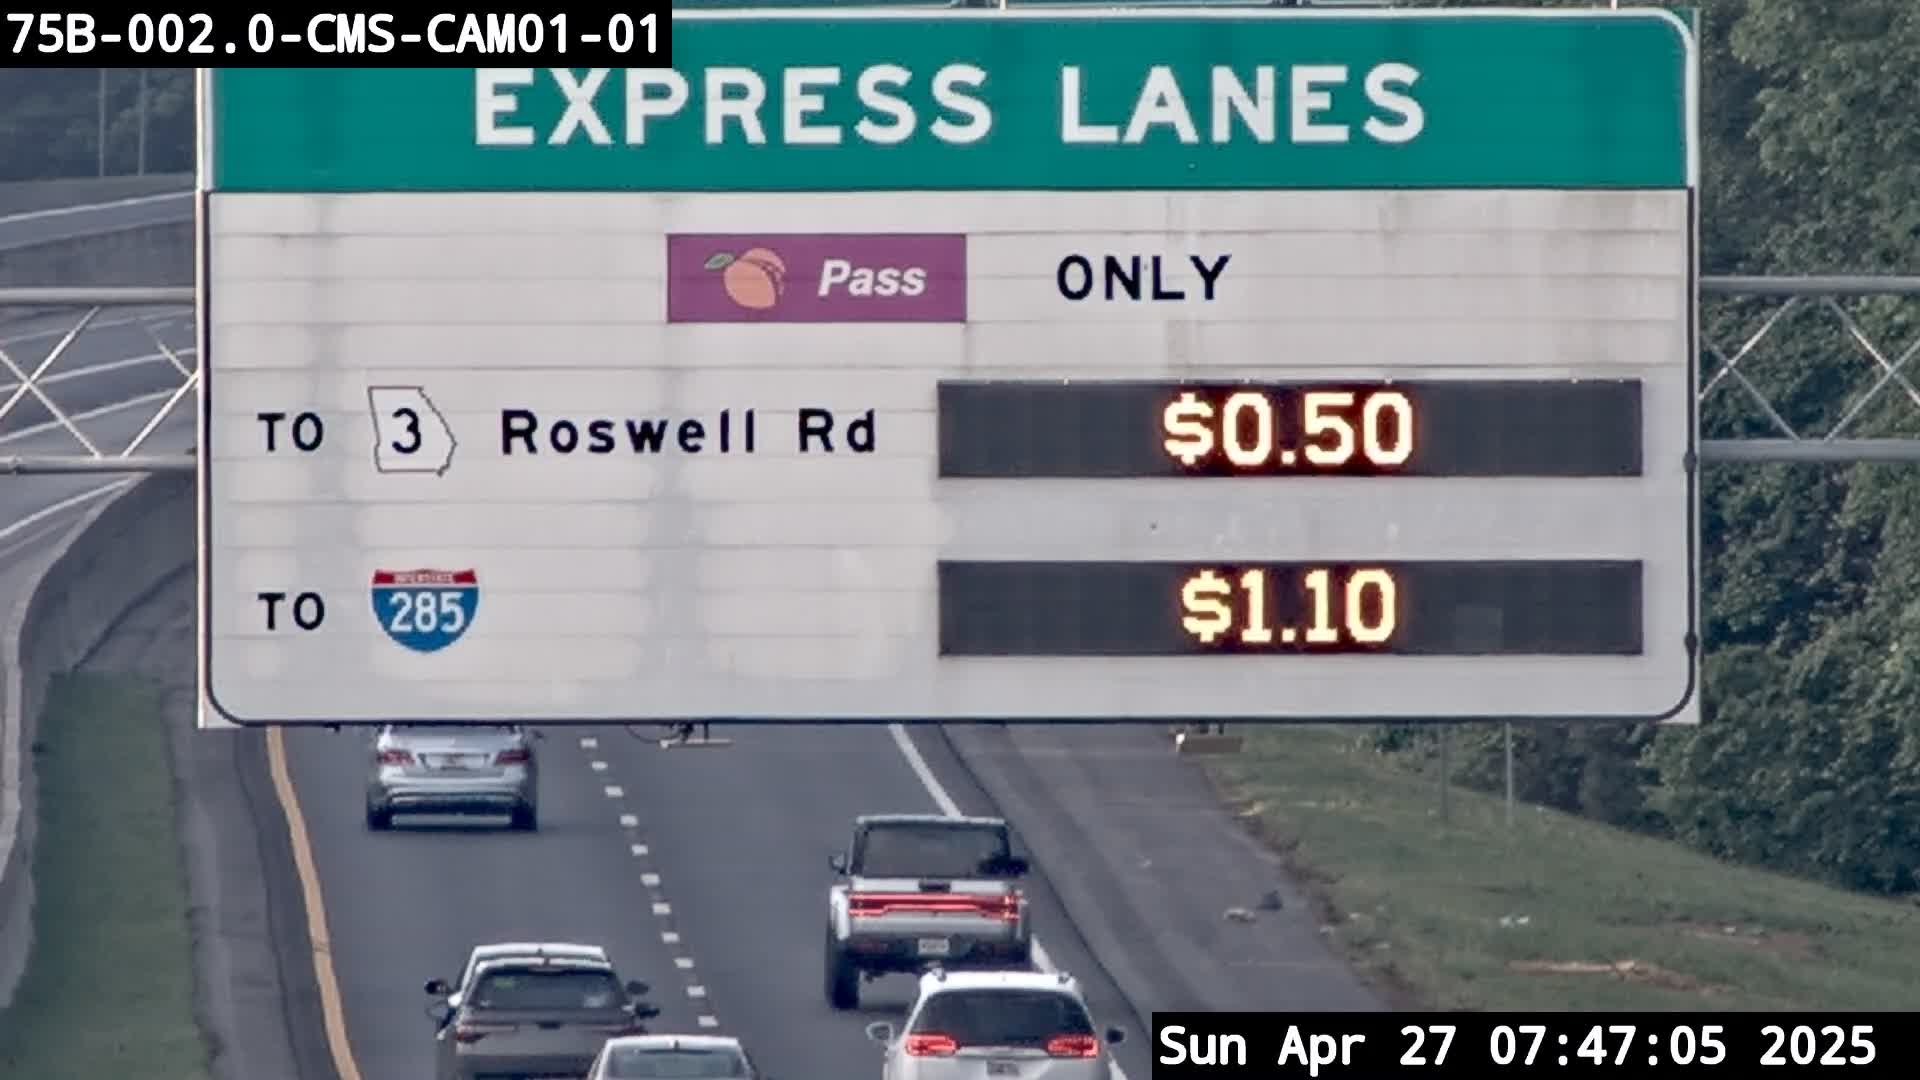 75B-002.0-CMS-CAM01-01
EXPRESS LANES
Pass ONLY
TO 3 Roswell Rd $0.50
INTERSTATE
TO 285 $1.10
Sun Apr 27 07:47:05 2025